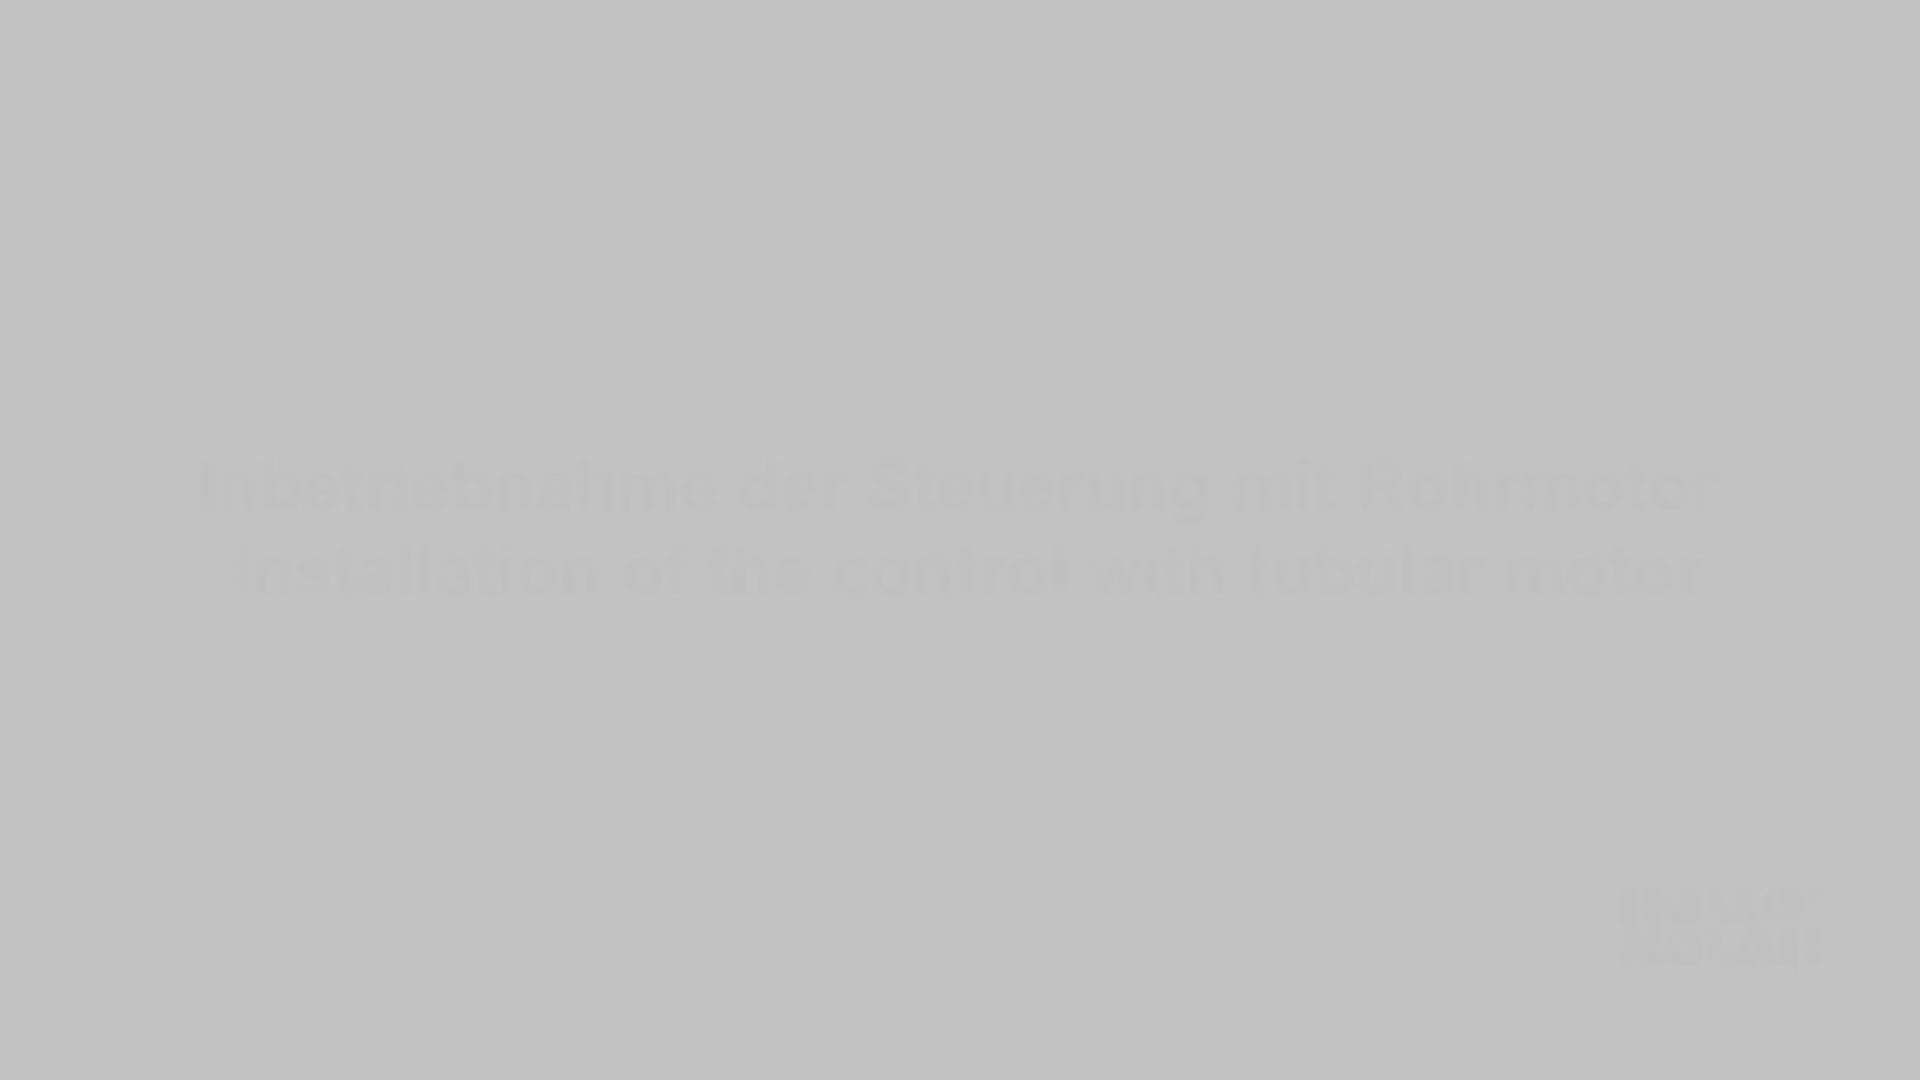 Inbetriebnahme der Steuerung mit Rohrmotor
Installation of the control with tubular motor